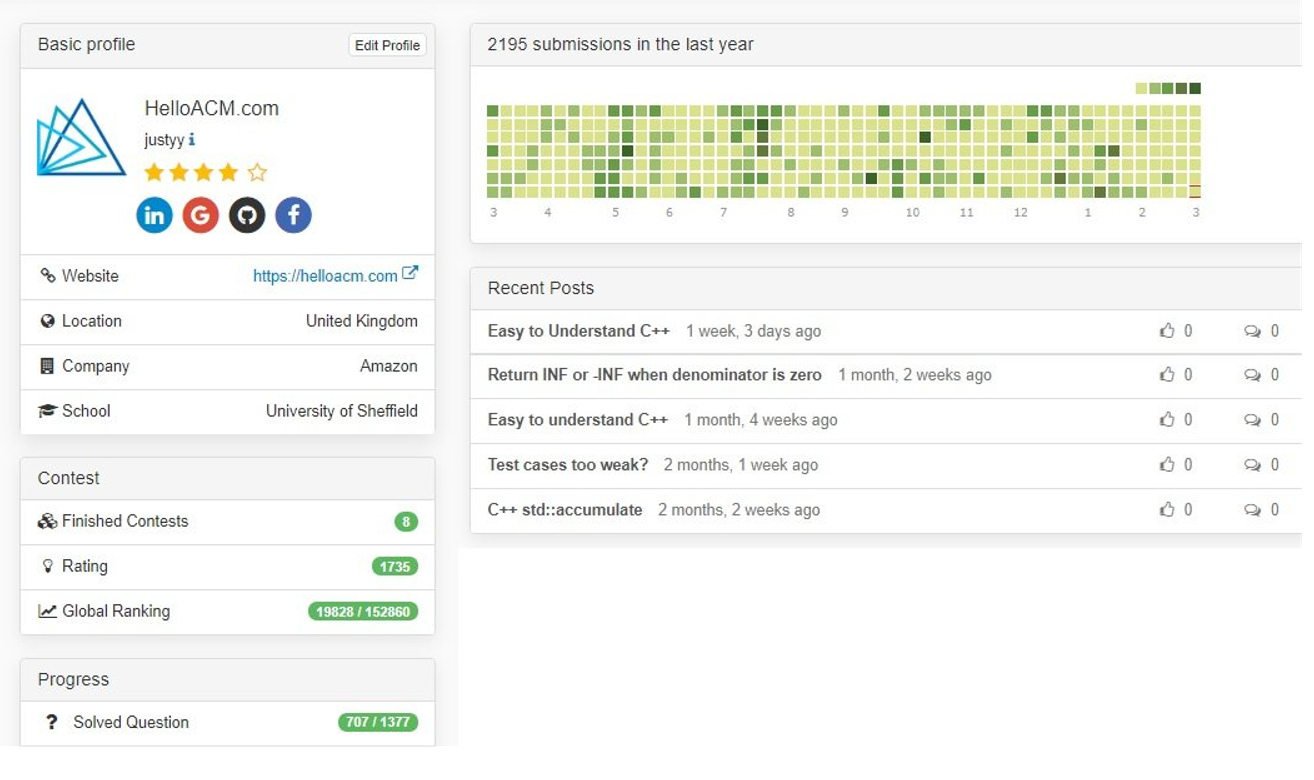 Basic profile
Edit Profile
HelloACM.com
justyy
Website
https://helloacm.com
Location
United Kingdom
Company
Amazon
School
University of Sheffield
Contest
Finished Contests
8
Rating
1735
Global Ranking
19828 / 152860
Progress
Solved Question
707 / 1377
2195 submissions in the last year
3 4 5 6 7 8 9 10 11 12 1 2 3
Recent Posts
Easy to Understand C++ 1 week, 3 days ago 0 0
Return INF or -INF when denominator is zero 1 month, 2 weeks ago 0 0
Easy to understand C++ 1 month, 4 weeks ago 0 0
Test cases too weak? 2 months, 1 week ago 0 0
C++ std::accumulate 2 months, 2 weeks ago 0 0